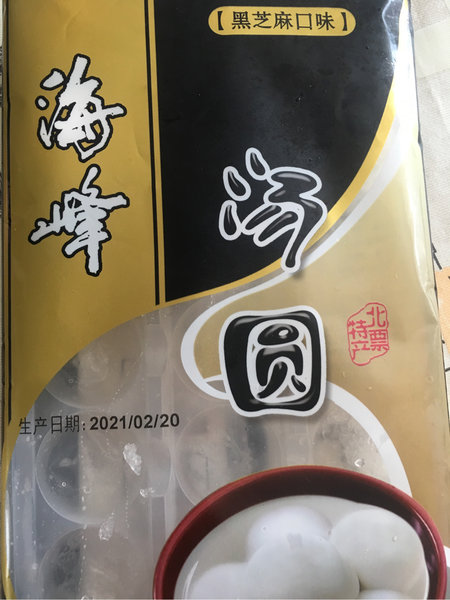 【黑芝麻口味】
海峰
汤圆
北票
特产
生产日期:2021/02/20